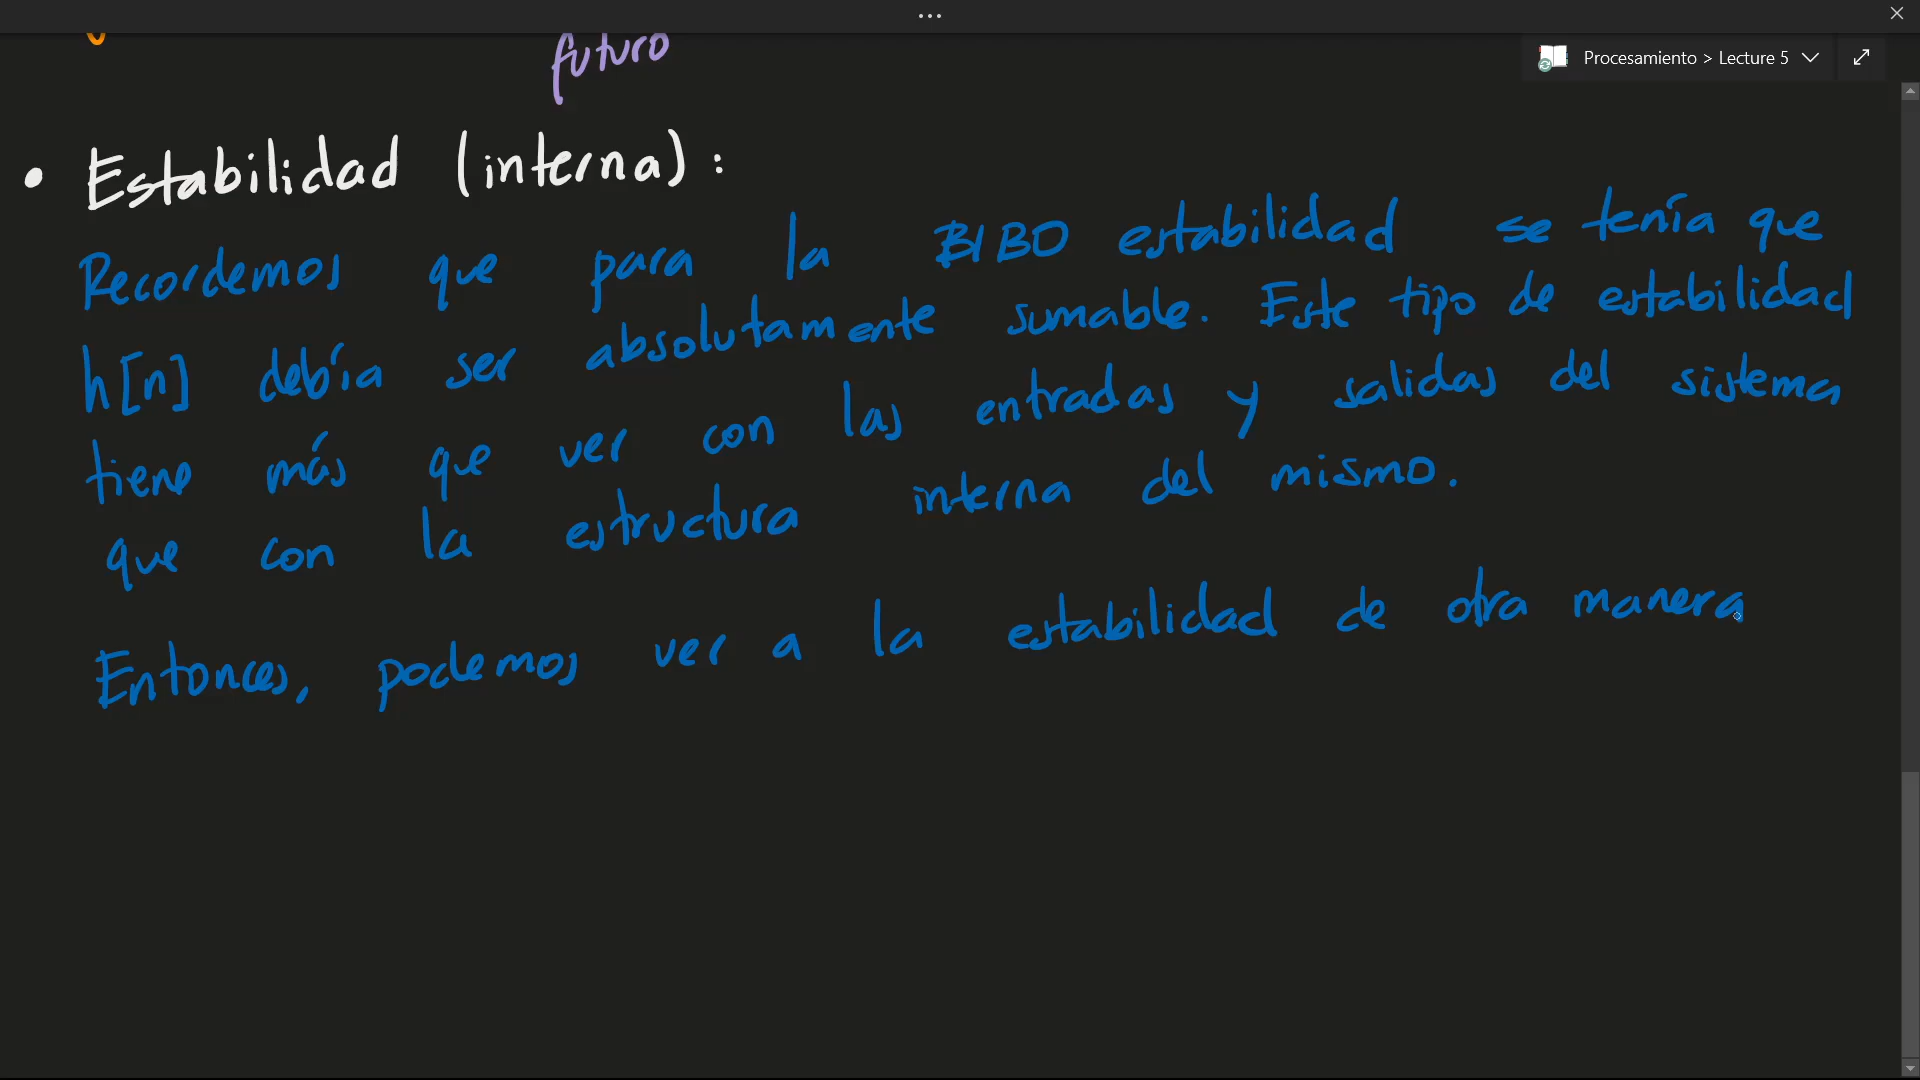 futuro
Procesamiento > Lecture 5
• Estabilidad (interna):
Recordemos que para la BIBO estabilidad se tenía que
h[n] debía ser absolutamente sumable. Este tipo de estabilidad
tiene más que ver con las entradas y salidas del sistema
que con la estructura interna del mismo.
Entonces, podemos ver a la estabilidad de otra manera